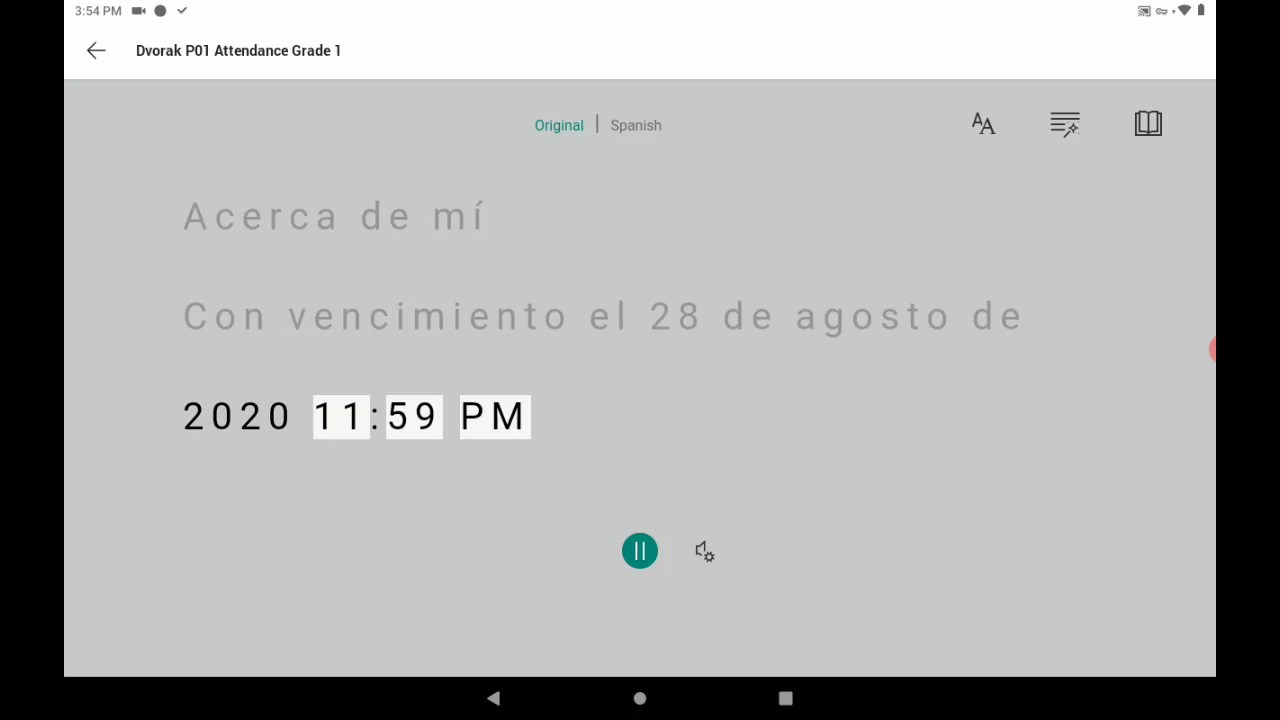 3:54 PM
Dvorak P01 Attendance Grade 1
Original | Spanish
Acerca de mí
Con vencimiento el 28 de agosto de
2020 11:59 PM